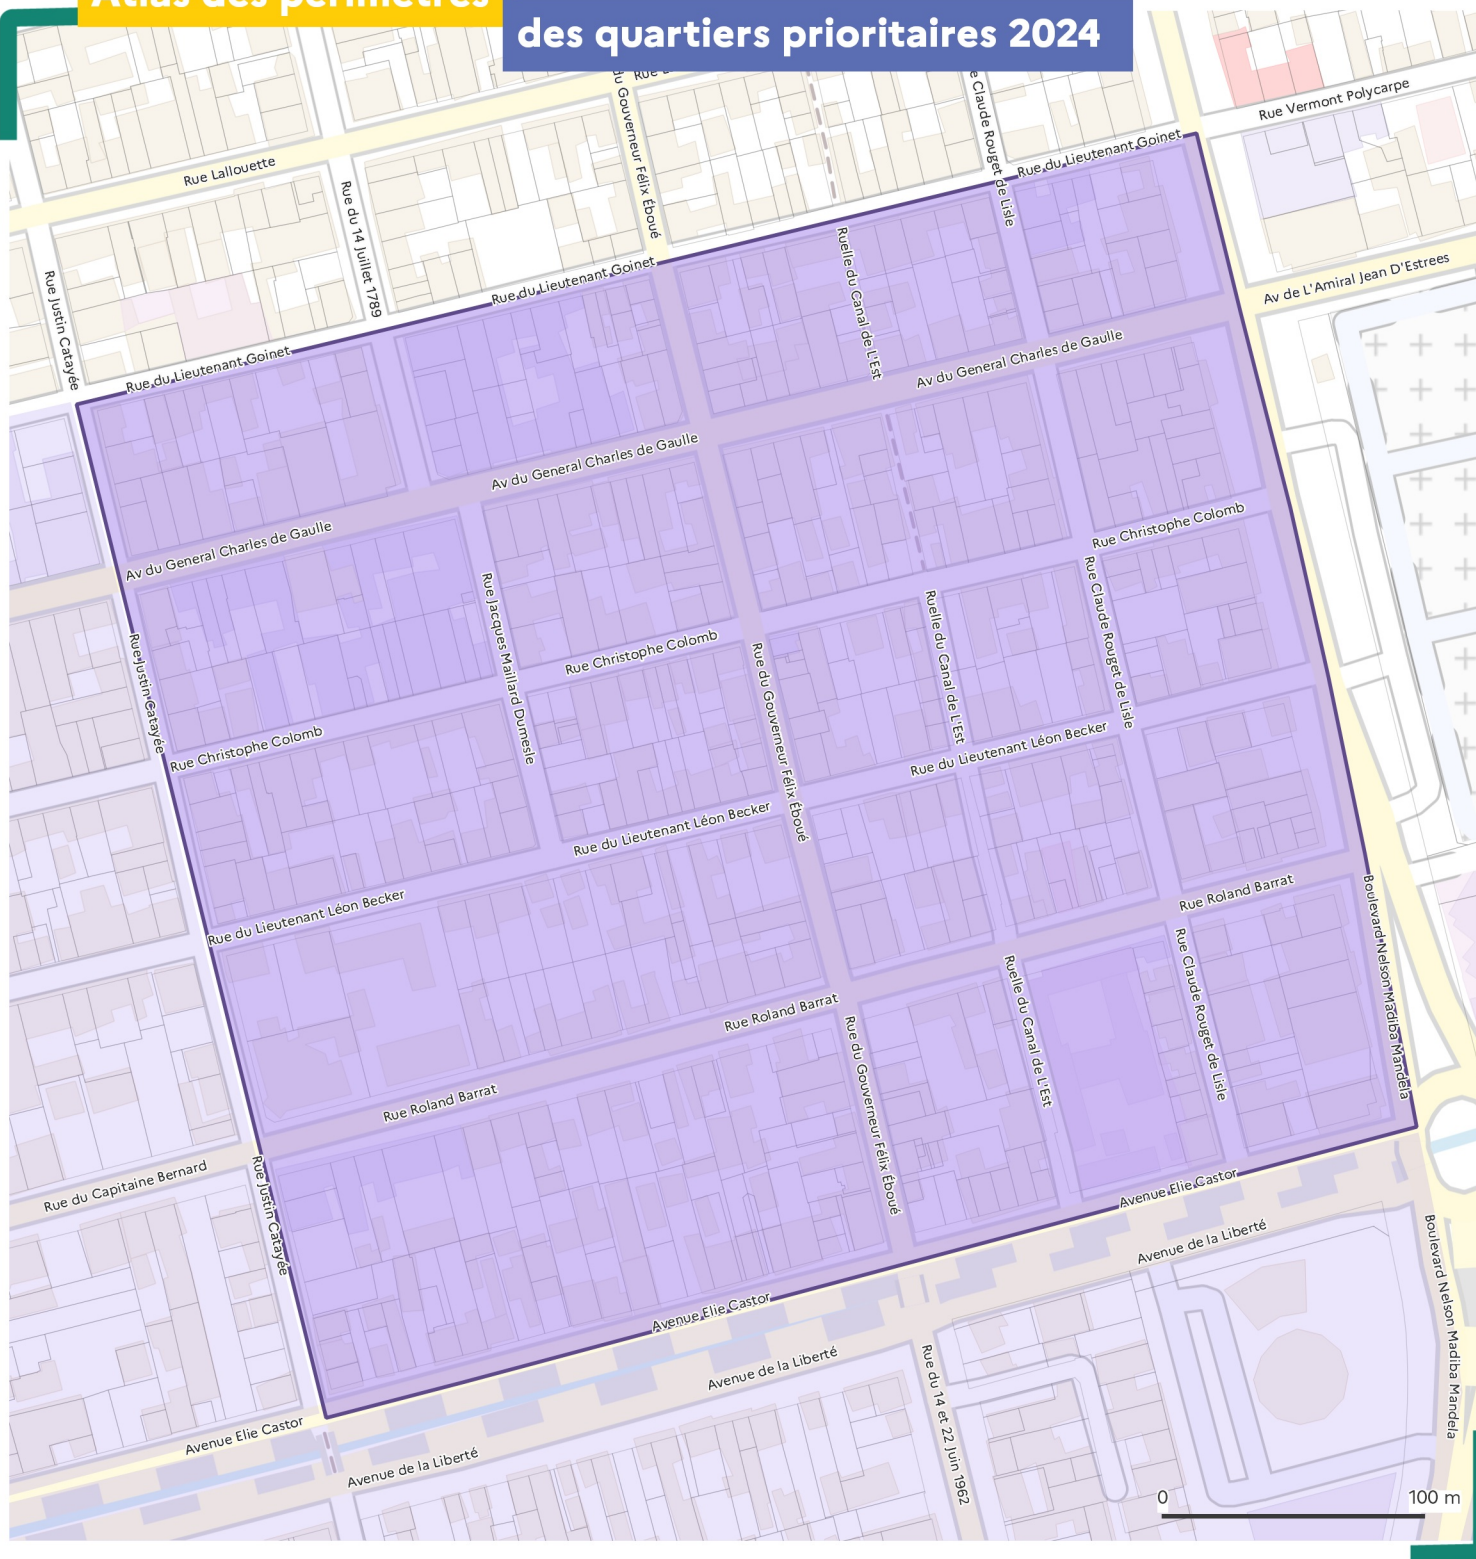 Atlas des périmètres
des quartiers prioritaires 2024
Rue Vermont Polycarpe
Rue Lallouette
Rue du 14 Juillet 1789
du Gouverneur Félix Éboué
Claude Rouget de Lisle
Rue du Lieutenant Goinet
Rue Justin Catayée
Rue du Lieutenant Goinet
Rue du Lieutenant Goinet
Ruelle du Canal de L'Est
Av de L'Amiral Jean D'Estrees
Av du General Charles de Gaulle
Av du General Charles de Gaulle
Av du General Charles de Gaulle
Rue Christophe Colomb
Rue Jacques Maillard Dumesle
Rue Christophe Colomb
Rue Justin Catayée
Rue Christophe Colomb
Rue du Gouverneur Félix Éboué
Ruelle du Canal de L'Est
Rue Claude Rouget de Lisle
Rue du Lieutenant Léon Becker
Rue du Lieutenant Léon Becker
Rue du Lieutenant Léon Becker
Rue Roland Barrat
Boulevard Nelson Madiba Mandela
Rue Roland Barrat
Ruelle du Canal de L'Est
Rue Claude Rouget de Lisle
Rue Roland Barrat
Rue du Gouverneur Félix Éboué
Rue du Capitaine Bernard
Rue Justin Catayée
Avenue Elie Castor
Avenue de la Liberté
Boulevard Nelson Madiba Mandela
Avenue Elie Castor
Avenue de la Liberté
Rue du 14 et 22 Juin 1962
Avenue Elie Castor
Avenue de la Liberté
0 100 m